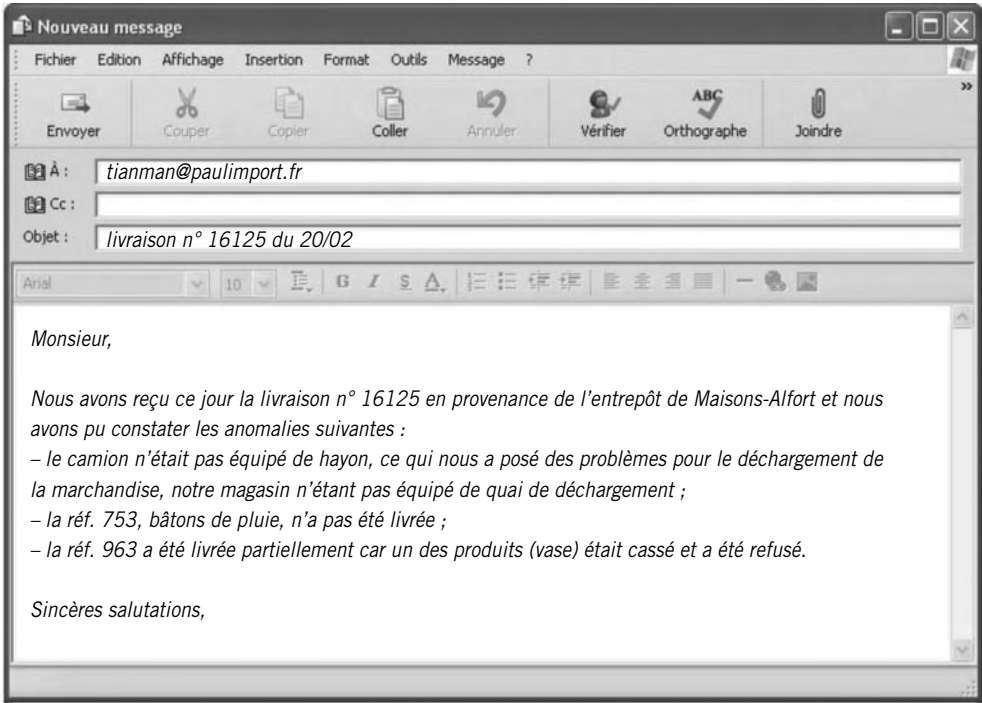 Nouveau message
Fichier Edition Affichage Insertion Format Outils Message ?
Envoyer Couper Copier Coller Annuler Vérifier ABC Orthographe Joindre
À : tianman@paulimport.fr
Cc :
Objet : livraison n° 16125 du 20/02
Arial 10 G I S A
Monsieur,
Nous avons reçu ce jour la livraison n° 16125 en provenance de l'entrepôt de Maisons-Alfort et nous
avons pu constater les anomalies suivantes :
– le camion n'était pas équipé de hayon, ce qui nous a posé des problèmes pour le déchargement de
la marchandise, notre magasin n'étant pas équipé de quai de déchargement ;
– la réf. 753, bâtons de pluie, n'a pas été livrée ;
– la réf. 963 a été livrée partiellement car un des produits (vase) était cassé et a été refusé.
Sincères salutations,